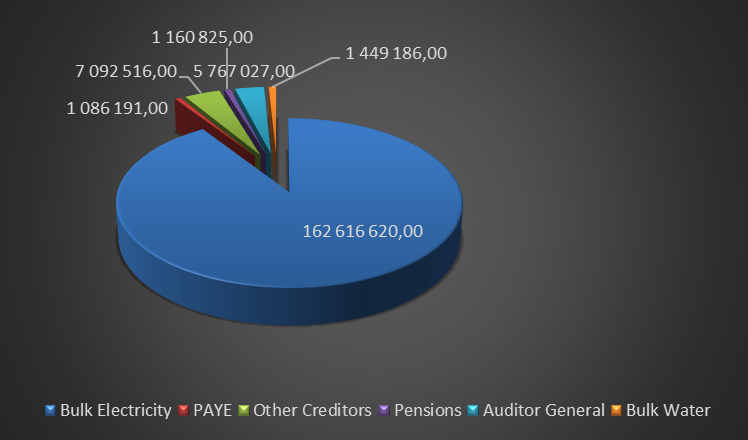 1 160 825,00
1 449 186,00
7 092 516,00 5 767 027,00
1 086 191,00
162 616 620,00
Bulk Electricity PAYE Other Creditors Pensions Auditor General Bulk Water